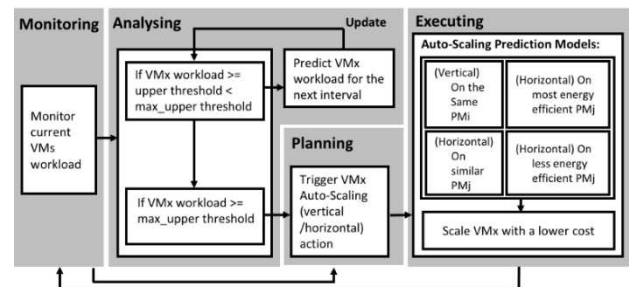 Monitoring
Monitor
current
VMs
workload
Analysing
Update
If VMx workload >=
upper threshold <
max_upper threshold
Predict VMx
workload for the
next interval
If VMx workload >=
max_upper threshold
Planning
Trigger VMx
Auto-Scaling
(vertical
/horizontal)
action
Executing
Auto-Scaling Prediction Models:
(Vertical)
On the
Same
PMi
(Horizontal) On
most energy
efficient PMj
(Horizontal)
On
similar
PMj
(Horizontal) On
less energy
efficient PMj
Scale VMx with a lower cost